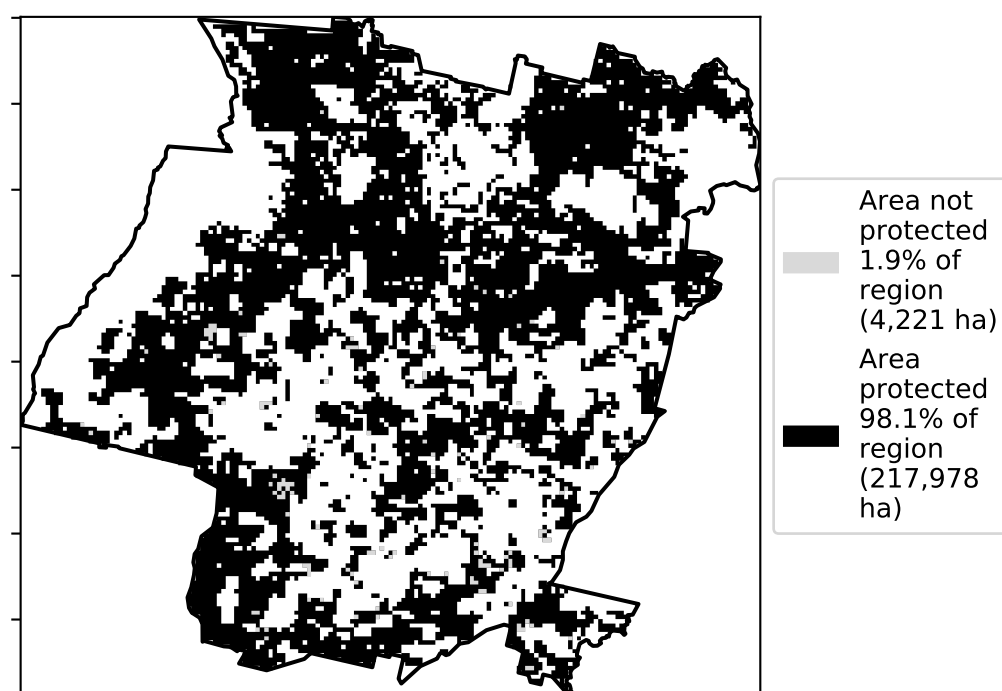 Area not
protected
1.9% of
region
(4,221 ha)
Area
protected
98.1% of
region
(217,978
ha)